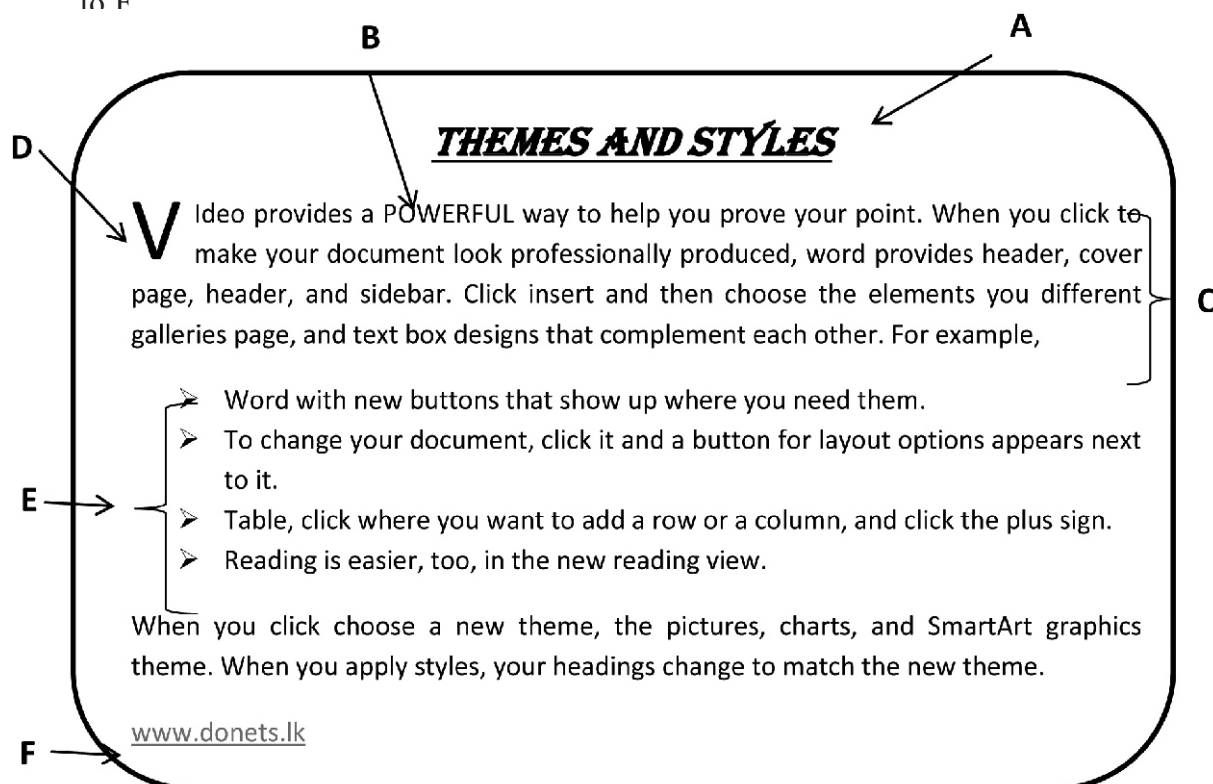 to F
B
A
THEMES AND STYLES
D
V Ideo provides a POWERFUL way to help you prove your point. When you click to
make your document look professionally produced, word provides header, cover
page, header, and sidebar. Click insert and then choose the elements you different
C
galleries page, and text box designs that complement each other. For example,
➢ Word with new buttons that show up where you need them.
➢ To change your document, click it and a button for layout options appears next
to it.
E
➢ Table, click where you want to add a row or a column, and click the plus sign.
➢ Reading is easier, too, in the new reading view.
When you click choose a new theme, the pictures, charts, and SmartArt graphics
theme. When you apply styles, your headings change to match the new theme.
www.donets.lk
F